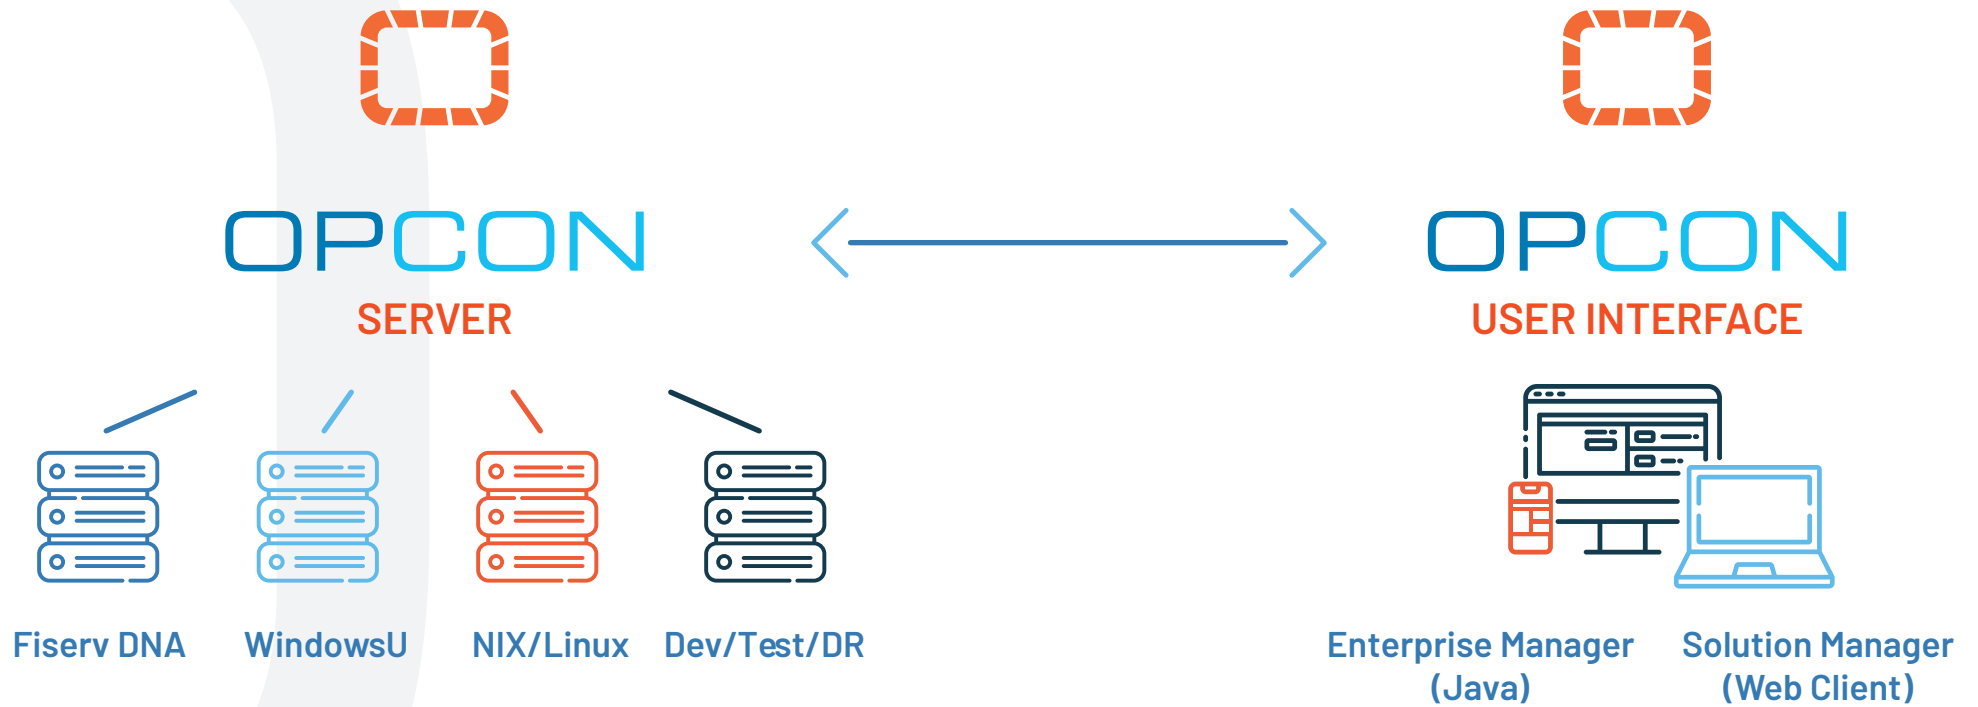 OPCON
SERVER
Fiserv DNA
WindowsU
NIX/Linux
Dev/Test/DR
OPCON
USER INTERFACE
Enterprise Manager
(Java)
Solution Manager
(Web Client)